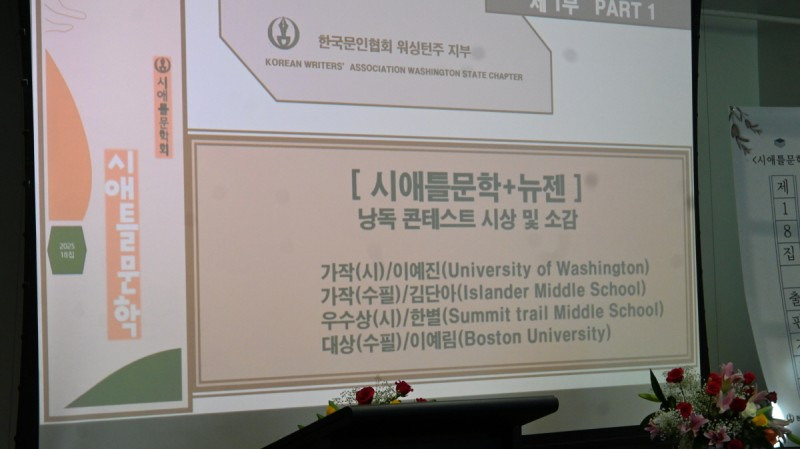 제 1부 PART 1
한국문인협회 워싱턴주 지부
KOREAN WRITERS' ASSOCIATION WASHINGTON STATE CHAPTER
시애틀문학회
시애틀문학
2025
18집
[ 시애틀문학+뉴젠 ]
낭독 콘테스트 시상 및 소감
가작(시)/이예진(University of Washington)
가작(수필)/김단아(Islander Middle School)
우수상(시)/한별(Summit trail Middle School)
대상(수필)/이예림(Boston University)
<시애틀문학
제
1
8
집
출
판